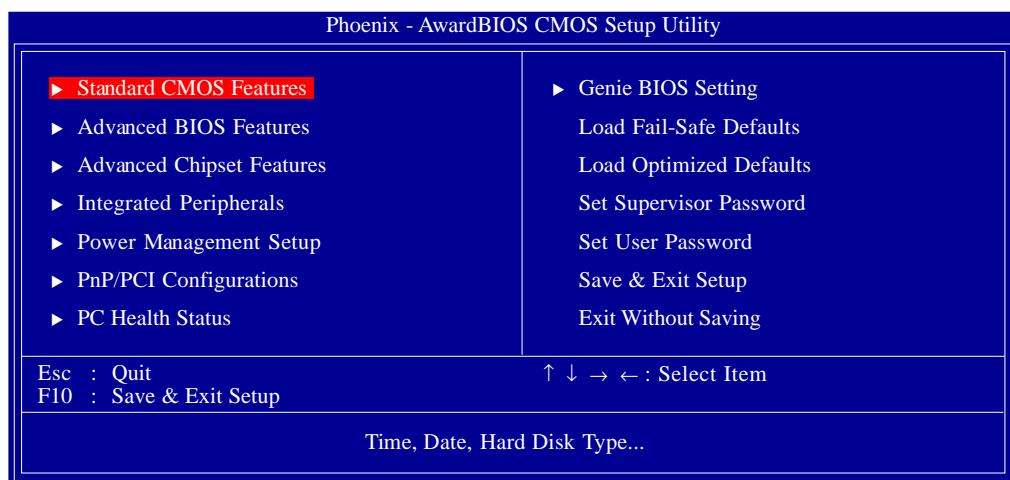 Phoenix - AwardBIOS CMOS Setup Utility
▶ Standard CMOS Features
▶ Advanced BIOS Features
▶ Advanced Chipset Features
▶ Integrated Peripherals
▶ Power Management Setup
▶ PnP/PCI Configurations
▶ PC Health Status
▶ Genie BIOS Setting
Load Fail-Safe Defaults
Load Optimized Defaults
Set Supervisor Password
Set User Password
Save & Exit Setup
Exit Without Saving
Esc : Quit
F10 : Save & Exit Setup
↑ ↓ → ← : Select Item
Time, Date, Hard Disk Type...